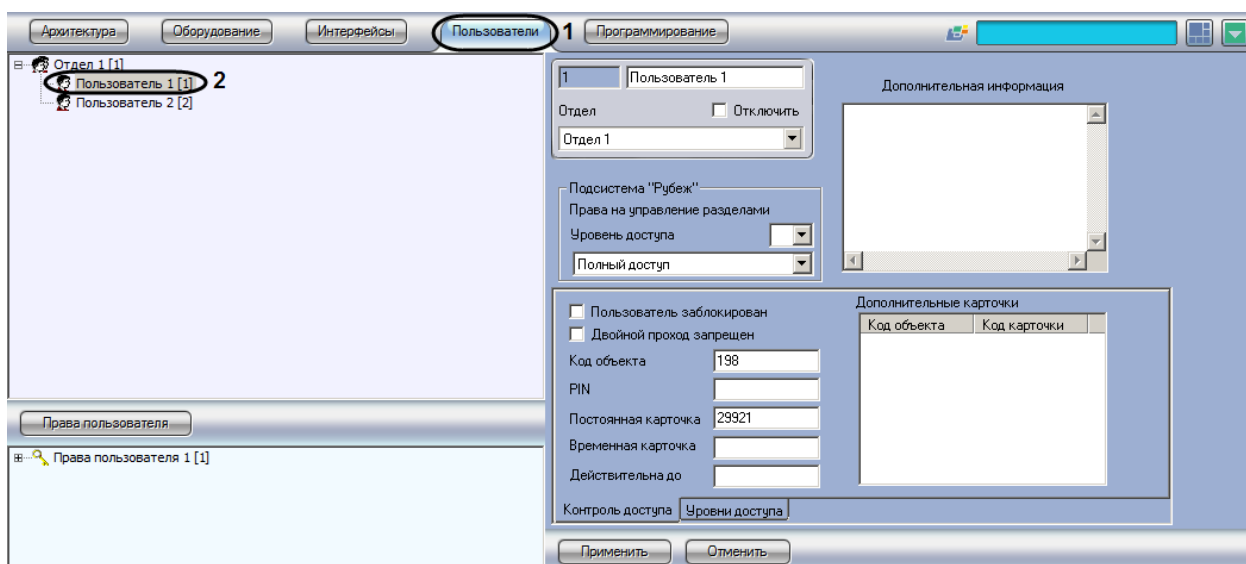 Архитектура Оборудование Интерфейсы Пользователи 1 Программирование
Отдел 1 [1]
Пользователь 1 [1] 2
Пользователь 2 [2]
1 Пользователь 1
Отдел Отключить
Отдел 1
Дополнительная информация
Подсистема "Рубеж"
Права на управление разделами
Уровень доступа
Полный доступ
Пользователь заблокирован
Двойной проход запрещен
Код объекта 198
PIN
Постоянная карточка 29921
Временная карточка
Действительна до
Дополнительные карточки
Код объекта Код карточки
Контроль доступа Уровни доступа
Права пользователя
Права пользователя 1 [1]
Применить Отменить